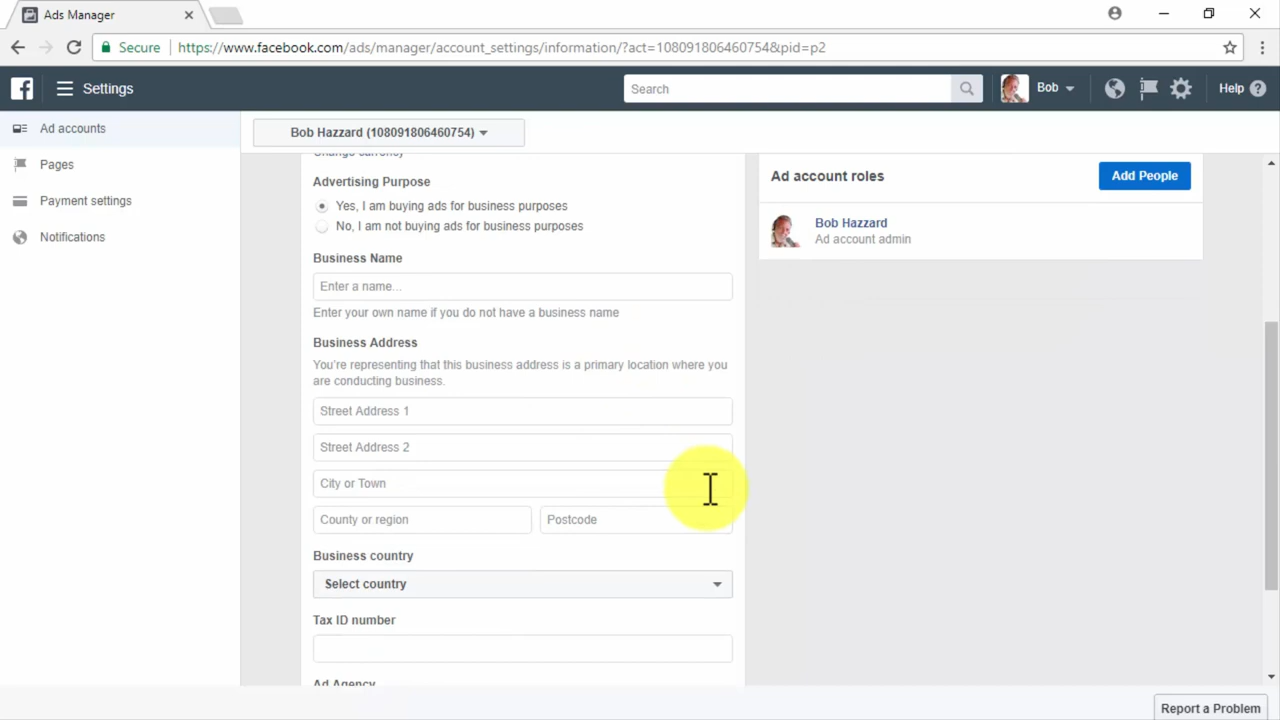 Ads Manager
Secure
https://www.facebook.com/ads/manager/account_settings/information/?act=108091806460754&pid=p2
Settings
Search
Bob
Help ?
Ad accounts
Pages
Payment settings
Notifications
Bob Hazzard (108091806460754)
Change currency
Advertising Purpose
Yes, I am buying ads for business purposes
No, I am not buying ads for business purposes
Business Name
Enter a name...
Enter your own name if you do not have a business name
Business Address
You're representing that this business address is a primary location where you
are conducting business.
Street Address 1
Street Address 2
City or Town
County or region
Postcode
Business country
Select country
Tax ID number
Ad Agency
Ad account roles
Add People
Bob Hazzard
Ad account admin
Report a Problem